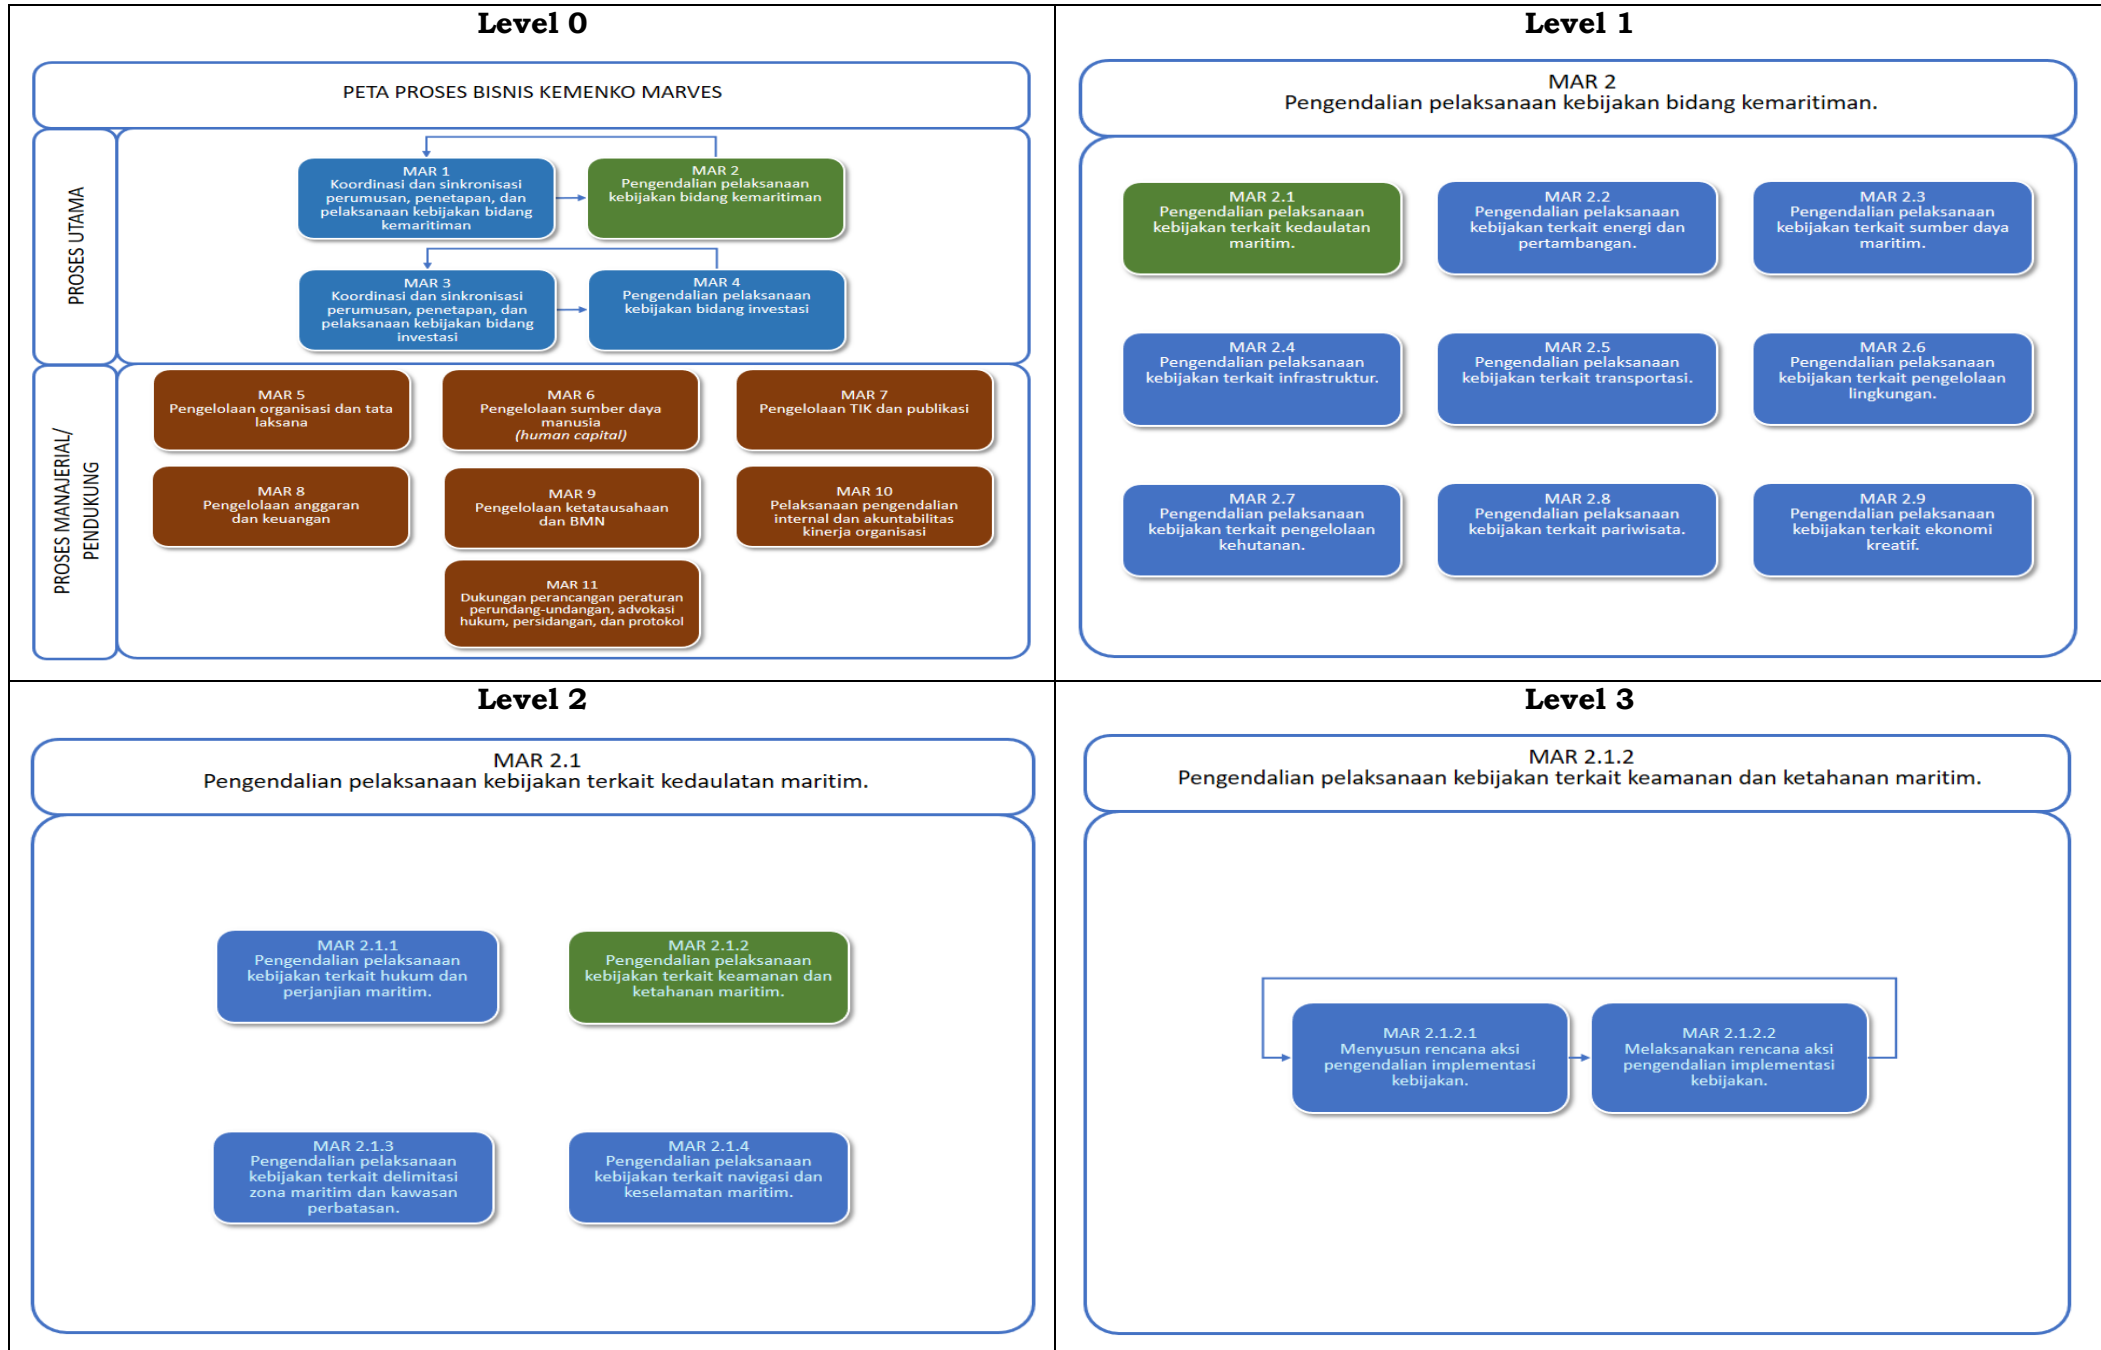 Level 0
PETA PROSES BISNIS KEMENKO MARVES
PROSES UTAMA
MAR 1
Koordinasi dan sinkronisasi
perumusan, penetapan, dan
pelaksanaan kebijakan bidang
kemaritiman
MAR 2
Pengendalian pelaksanaan
kebijakan bidang kemaritiman
MAR 3
Koordinasi dan sinkronisasi
perumusan, penetapan, dan
pelaksanaan kebijakan bidang
investasi
MAR 4
Pengendalian pelaksanaan
kebijakan bidang investasi
PROSES MANAJERIAL/
PENDUKUNG
MAR 5
Pengelolaan organisasi dan tata
laksana
MAR 6
Pengelolaan sumber daya
manusia
(human capital)
MAR 7
Pengelolaan TIK dan publikasi
MAR 8
Pengelolaan anggaran
dan keuangan
MAR 9
Pengelolaan ketatausahaan
dan BMN
MAR 10
Pelaksanaan pengendalian
internal dan akuntabilitas
kinerja organisasi
MAR 11
Dukungan perancangan peraturan
perundang-undangan, advokasi
hukum, persidangan, dan protokol
Level 1
MAR 2
Pengendalian pelaksanaan kebijakan bidang kemaritiman.
MAR 2.1
Pengendalian pelaksanaan
kebijakan terkait kedaulatan
maritim.
MAR 2.2
Pengendalian pelaksanaan
kebijakan terkait energi dan
pertambangan.
MAR 2.3
Pengendalian pelaksanaan
kebijakan terkait sumber daya
maritim.
MAR 2.4
Pengendalian pelaksanaan
kebijakan terkait infrastruktur.
MAR 2.5
Pengendalian pelaksanaan
kebijakan terkait transportasi.
MAR 2.6
Pengendalian pelaksanaan
kebijakan terkait pengelolaan
lingkungan.
MAR 2.7
Pengendalian pelaksanaan
kebijakan terkait pengelolaan
kehutanan.
MAR 2.8
Pengendalian pelaksanaan
kebijakan terkait pariwisata.
MAR 2.9
Pengendalian pelaksanaan
kebijakan terkait ekonomi
kreatif.
Level 2
MAR 2.1
Pengendalian pelaksanaan kebijakan terkait kedaulatan maritim.
MAR 2.1.1
Pengendalian pelaksanaan
kebijakan terkait hukum dan
perjanjian maritim.
MAR 2.1.2
Pengendalian pelaksanaan
kebijakan terkait keamanan dan
ketahanan maritim.
MAR 2.1.3
Pengendalian pelaksanaan
kebijakan terkait delimitasi
zona maritim dan kawasan
perbatasan.
MAR 2.1.4
Pengendalian pelaksanaan
kebijakan terkait navigasi dan
keselamatan maritim.
Level 3
MAR 2.1.2
Pengendalian pelaksanaan kebijakan terkait keamanan dan ketahanan maritim.
MAR 2.1.2.1
Menyusun rencana aksi
pengendalian implementasi
kebijakan.
MAR 2.1.2.2
Melaksanakan rencana aksi
pengendalian implementasi
kebijakan.